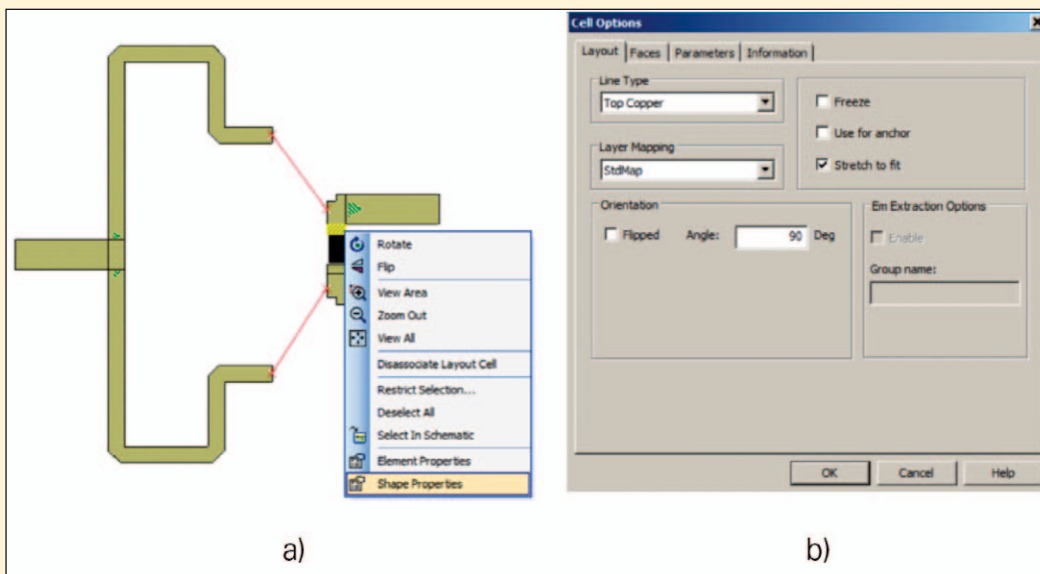 Rotate
Flip
View Area
Zoom Out
View All
Disassociate Layout Cell
Restrict Selection...
Deselect All
Select In Schematic
Element Properties
Shape Properties
a)
Cell Options
Layout Faces Parameters Information
Line Type
Top Copper
Freeze
Use for anchor
Stretch to fit
Layer Mapping
StdMap
Orientation
Flipped Angle: 90 Deg
Em Extraction Options
Enable
Group name:
OK Cancel Help
b)